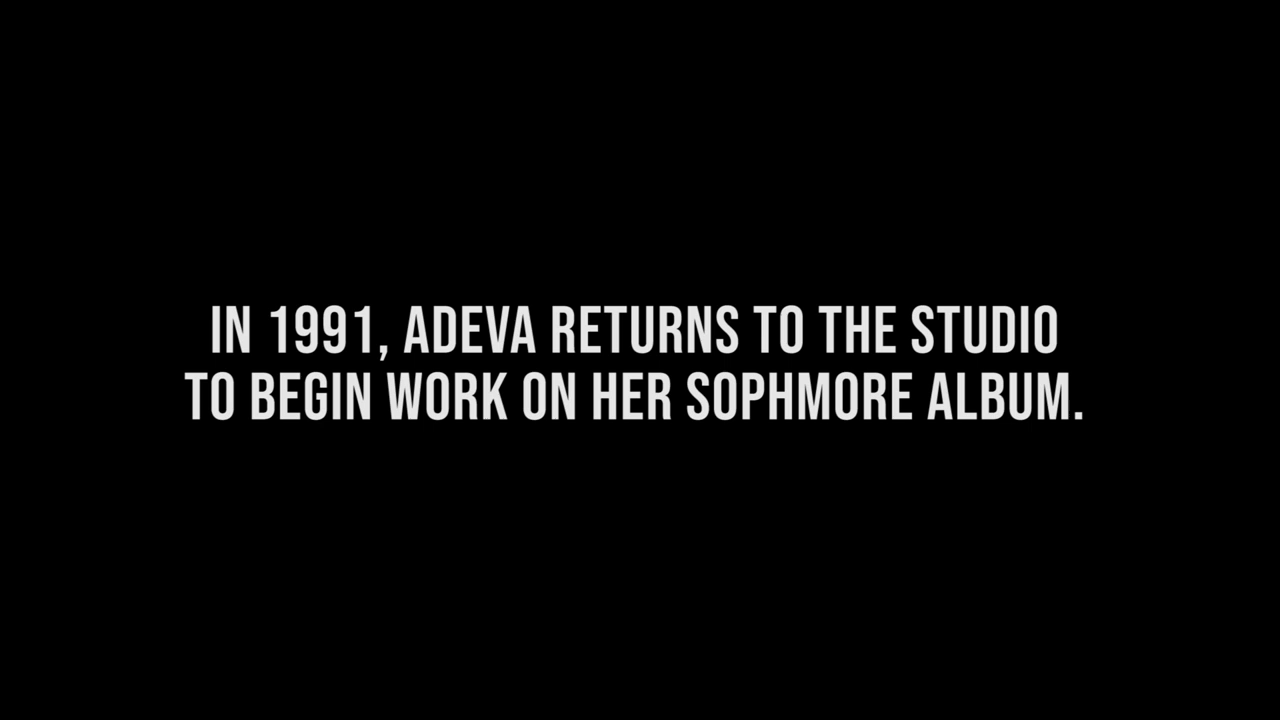 IN 1991, ADEVA RETURNS TO THE STUDIO
TO BEGIN WORK ON HER SOPHMORE ALBUM.